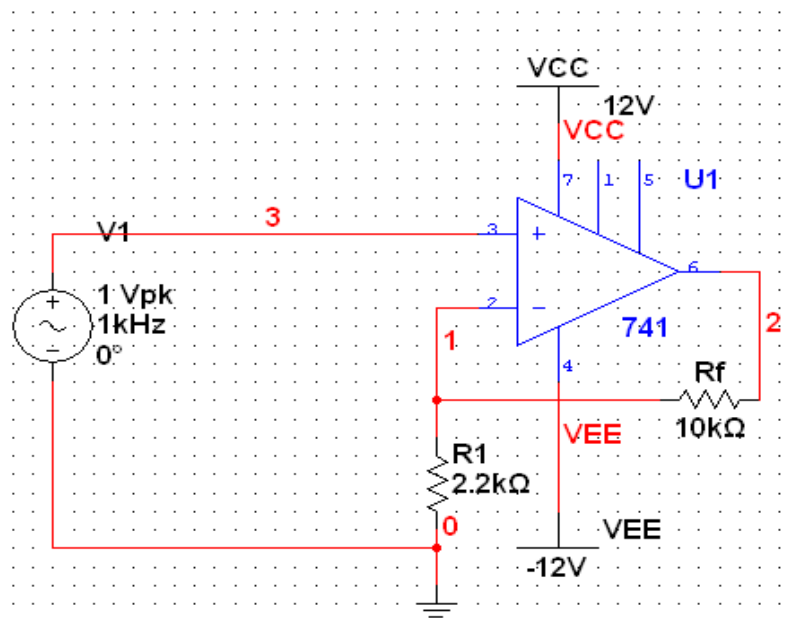 VCC
12V
VCC
7
1
5
U1
3
V1
3
+
6
1 Vpk
1kHz
0°
2
−
1
741
2
4
Rf
10kΩ
VEE
R1
2.2kΩ
0
VEE
-12V